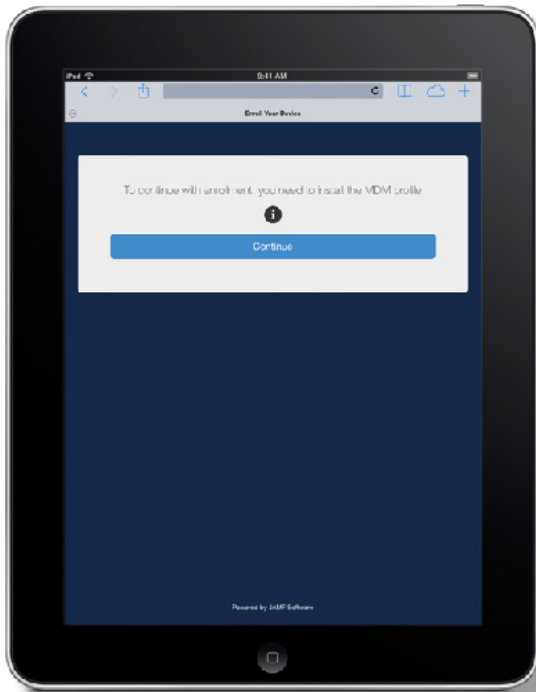 iPad 9:41 AM
Enroll Your Device
To continue with enrollment, you need to install the MDM profile
Continue
Powered by JAMF Software